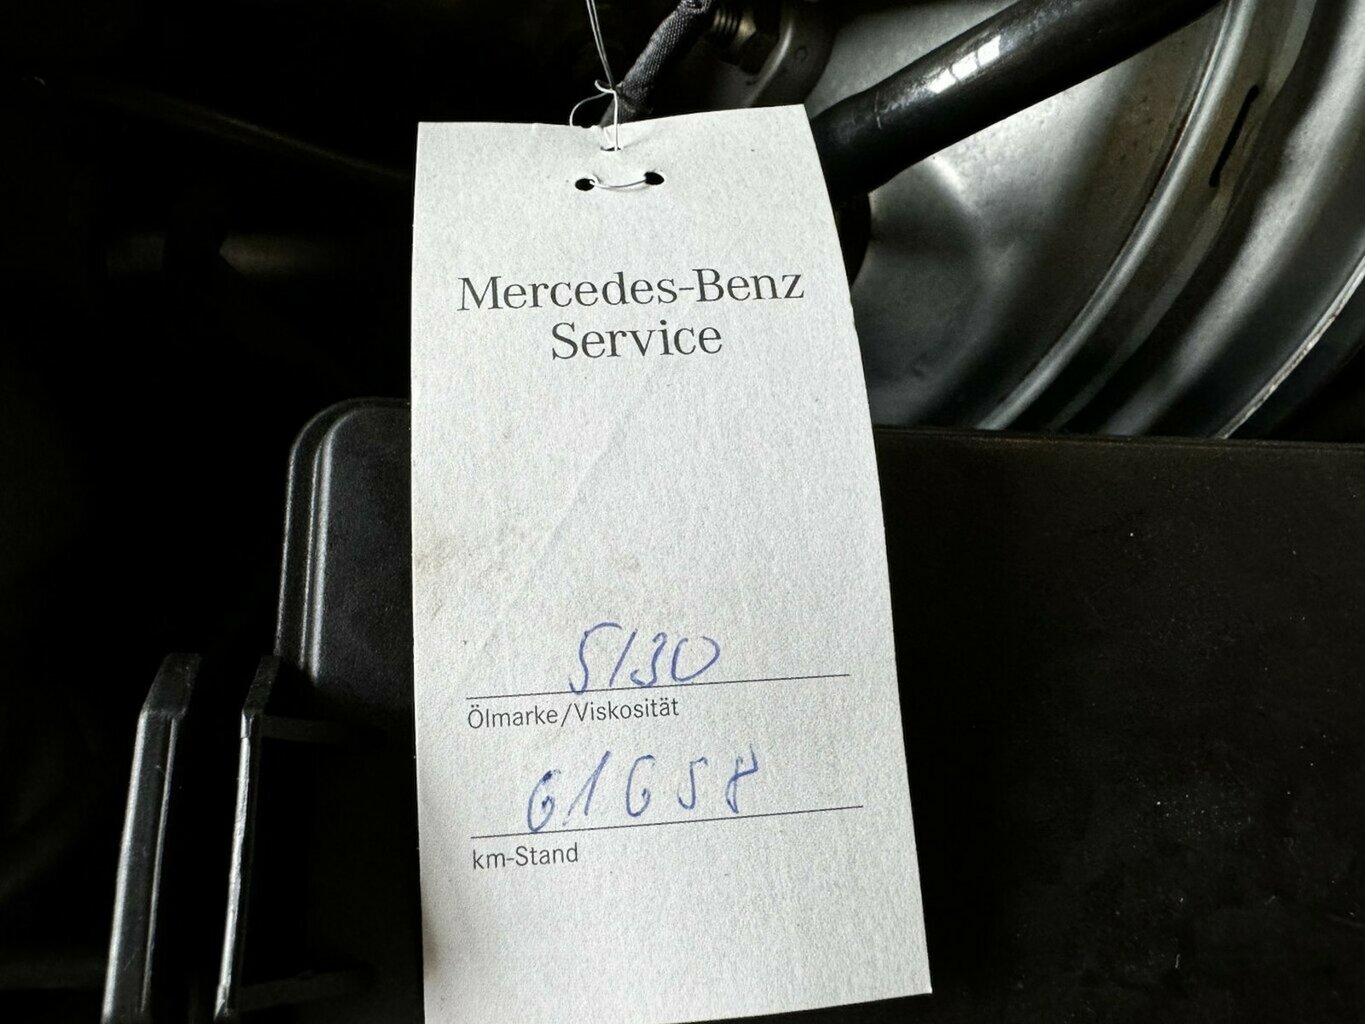 Mercedes-Benz
Service
5/30
Ölmarke/Viskosität
61658
km-Stand